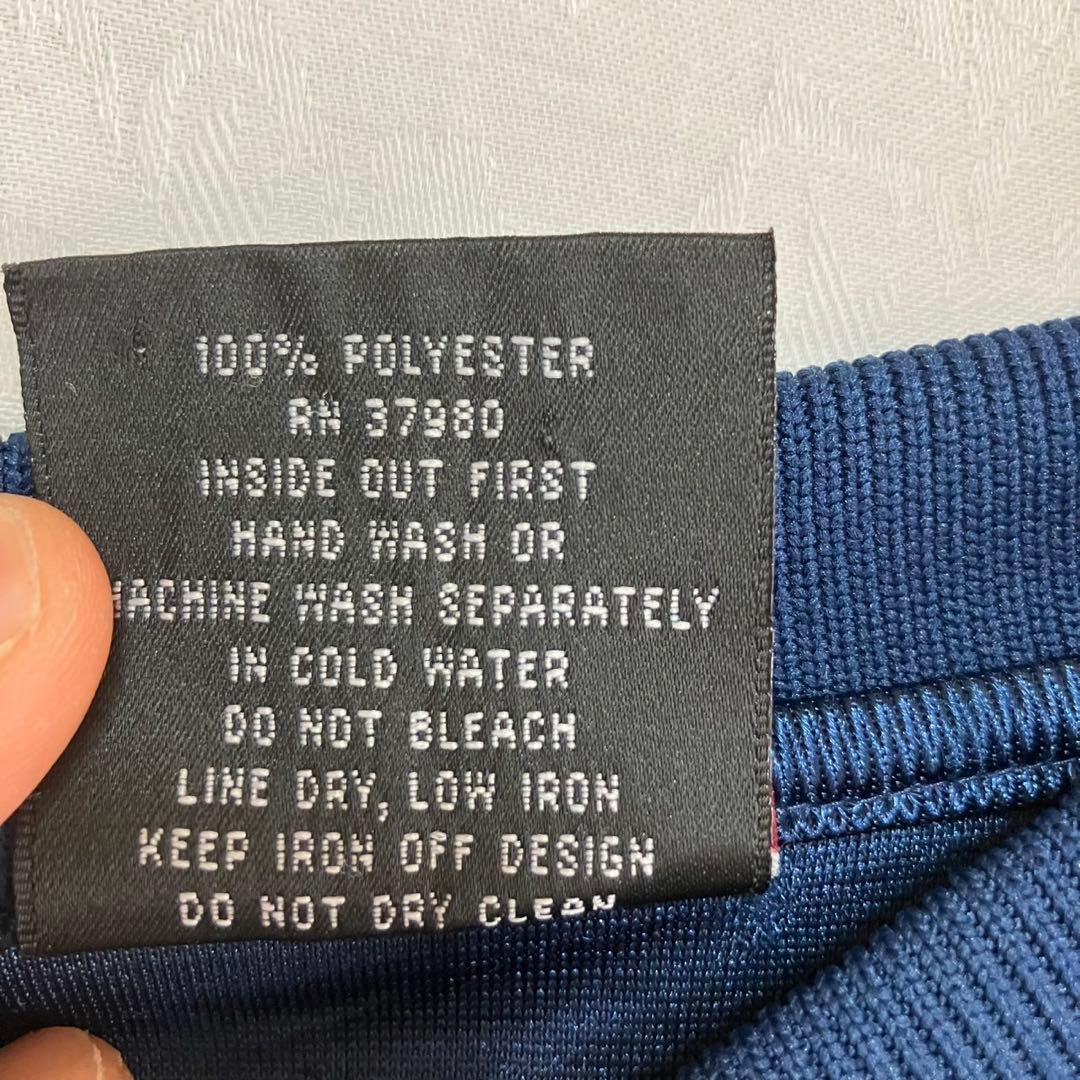 100% POLYESTER
RN 37980
INSIDE OUT FIRST
HAND WASH OR
MACHINE WASH SEPARATELY
IN COLD WATER
DO NOT BLEACH
LINE DRY, LOW IRON
KEEP IRON OFF DESIGN
DO NOT DRY CLEAN